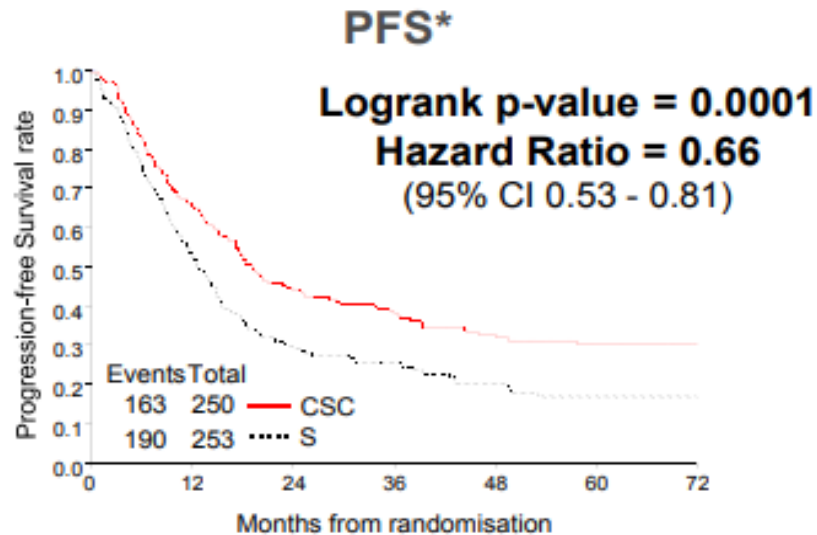 PFS*
Logrank p-value = 0.0001
Hazard Ratio = 0.66
(95% CI 0.53 - 0.81)
Progression-free Survival rate
1.0
0.9
0.8
0.7
0.6
0.5
0.4
0.3
0.2
0.1
0.0
Events Total
163 250 CSC
190 253 S
0 12 24 36 48 60 72
Months from randomisation